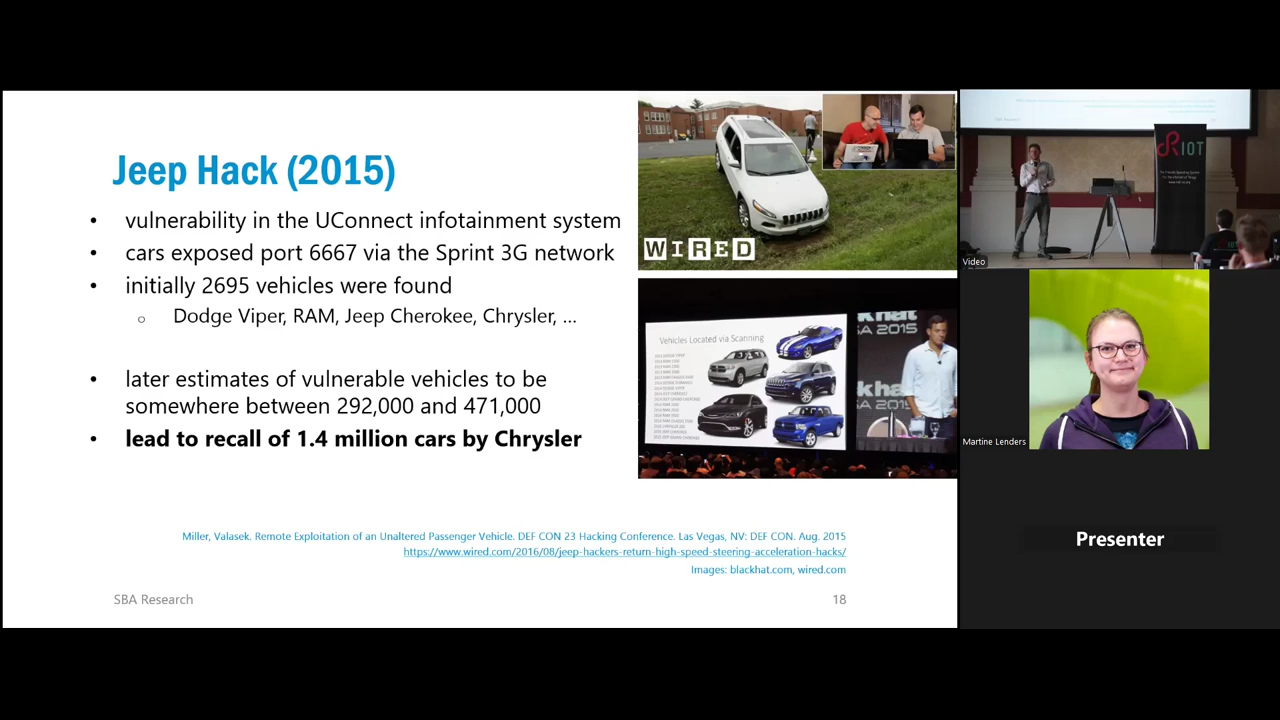 Jeep Hack (2015)
• vulnerability in the UConnect infotainment system
• cars exposed port 6667 via the Sprint 3G network
• initially 2695 vehicles were found
o Dodge Viper, RAM, Jeep Cherokee, Chrysler, ...
• later estimates of vulnerable vehicles to be
somewhere between 292,000 and 471,000
• lead to recall of 1.4 million cars by Chrysler
WIRED
Vehicles Located via Scanning
SA 2015
Miller, Valasek. Remote Exploitation of an Unaltered Passenger Vehicle. DEF CON 23 Hacking Conference. Las Vegas, NV: DEF CON. Aug. 2015
https://www.wired.com/2016/08/jeep-hackers-return-high-speed-steering-acceleration-hacks/
Images: blackhat.com, wired.com
SBA Research
18
RIOT
Video
Martine Lenders
Presenter